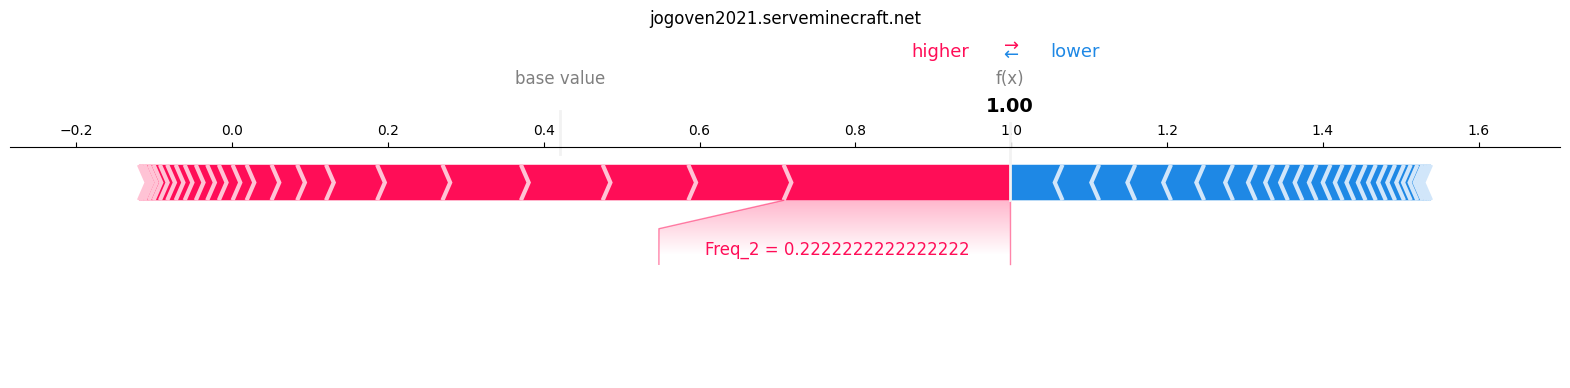 jogoven2021.serveminecraft.net
higher ⇄ lower
base value f(x)
1.00
−0.2 0.0 0.2 0.4 0.6 0.8 1.0 1.2 1.4 1.6
Freq_2 = 0.2222222222222222